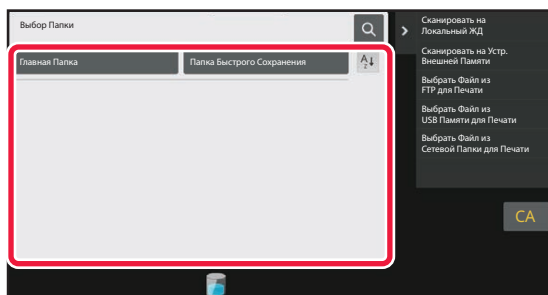 Выбор Папки
Главная Папка
Папка Быстрого Сохранения
A
Z
Сканировать на
Локальный ЖД
Сканировать на Устр.
Внешней Памяти
Выбрать Файл из
FTP для Печати
Выбрать Файл из
USB Памяти для Печати
Выбрать Файл из
Сетевой Папки для Печати
CA